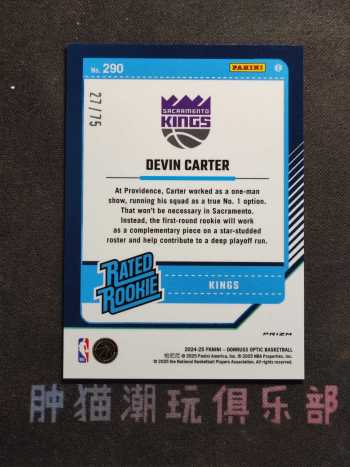 No. 290
PANINI
27/75
SACRAMENTO
KINGS
DEVIN CARTER
At Providence, Carter worked as a one-man
show, running his squad as a true No. 1 option.
That won't be necessary in Sacramento.
Instead, the first-round rookie will work
as a complementary piece on a star-studded
roster and help contribute to a deep playoff run.
RATED
ROOKIE
KINGS
PRIZM
2024-25 PANINI - DONRUSS OPTIC BASKETBALL
© 2025 Panini America, Inc. © 2025 NBA Properties, Inc.
© 2025 the National Basketball Players Association. All rights reserved.
肿猫潮玩俱乐部